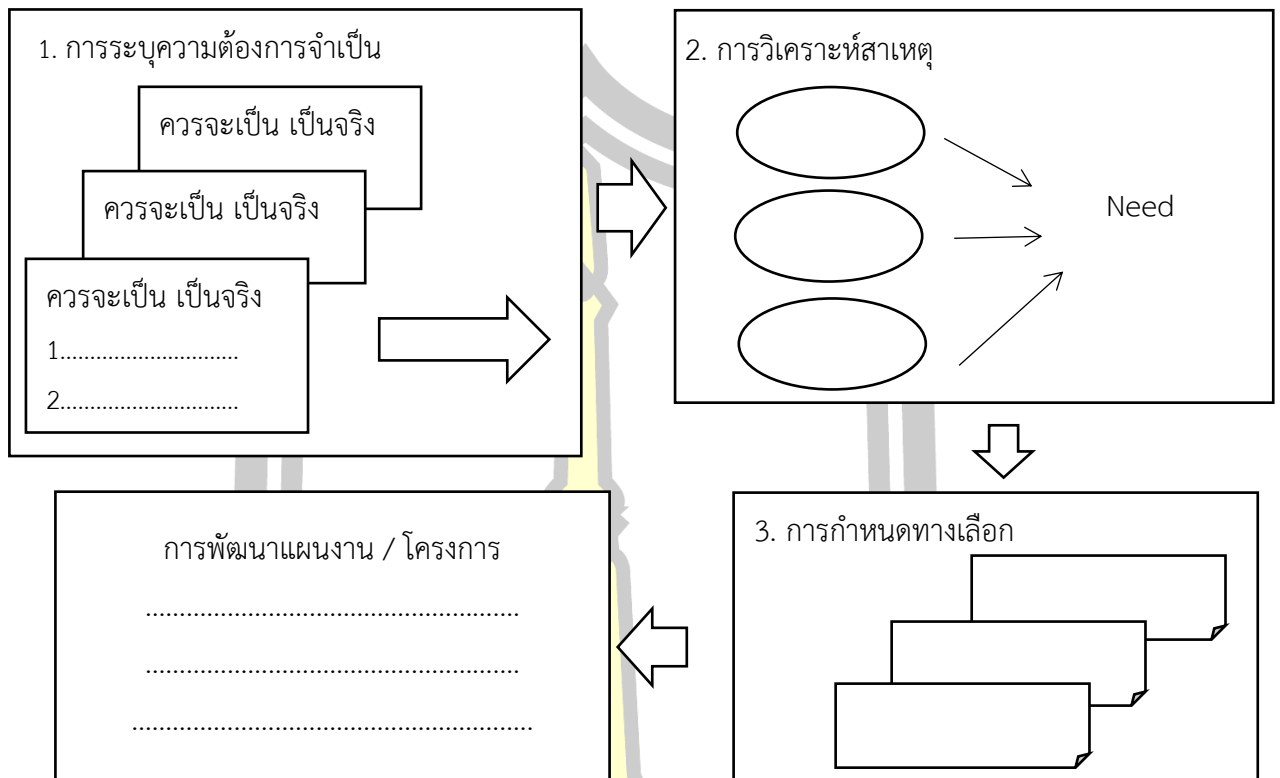 1. การระบุความต้องการจำเป็น
ควรจะเป็น เป็นจริง
ควรจะเป็น เป็นจริง
ควรจะเป็น เป็นจริง
1............................
2............................
2. การวิเคราะห์สาเหตุ
Need
3. การกำหนดทางเลือก
การพัฒนาแผนงาน / โครงการ
........................................................
........................................................
............................................................